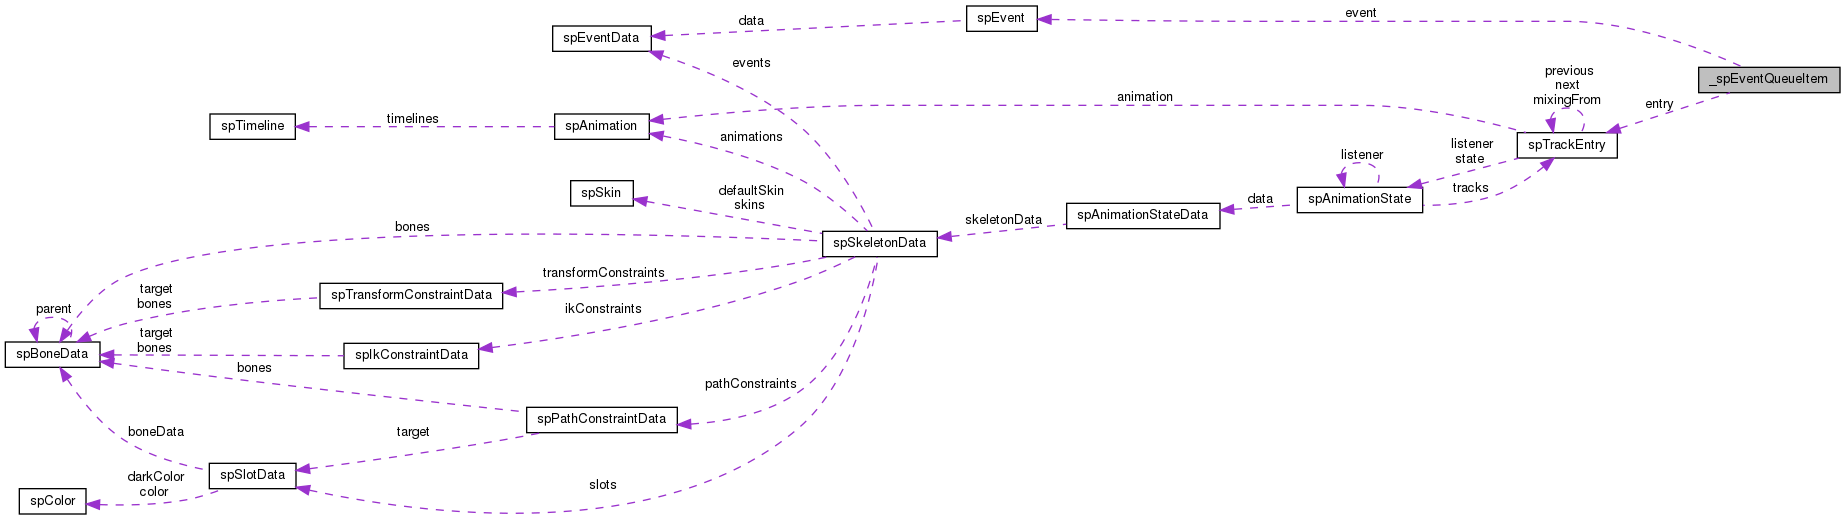 spEvent
event
data
spEventData
events
_spEventQueueItem
previous
next
mixingFrom
animation
entry
spTimeline
timelines
spAnimation
animations
spTrackEntry
listener
state
listener
tracks
spSkin
defaultSkin
skins
spAnimationState
data
spAnimationStateData
skeletonData
bones
spSkeletonData
transformConstraints
spTransformConstraintData
target
bones
parent
ikConstraints
target
bones
spBoneData
spIkConstraintData
bones
pathConstraints
spPathConstraintData
boneData
target
spSlotData
darkColor
color
slots
spColor